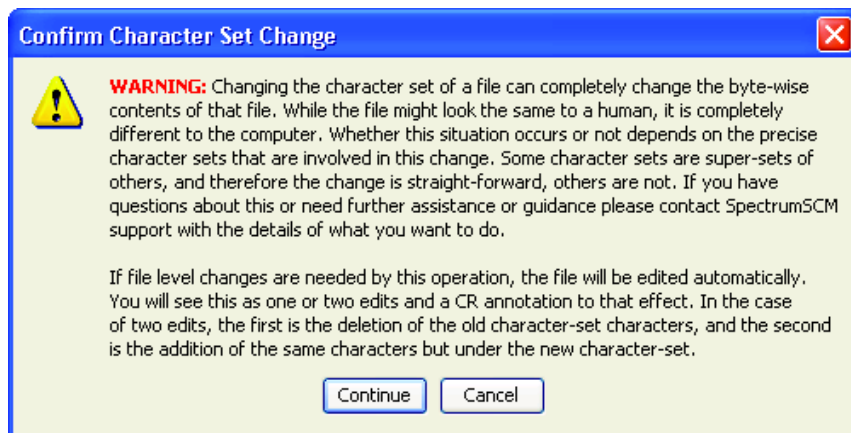 Confirm Character Set Change
WARNING: Changing the character set of a file can completely change the byte-wise
contents of that file. While the file might look the same to a human, it is completely
different to the computer. Whether this situation occurs or not depends on the precise
character sets that are involved in this change. Some character sets are super-sets of
others, and therefore the change is straight-forward, others are not. If you have
questions about this or need further assistance or guidance please contact SpectrumSCM
support with the details of what you want to do.
If file level changes are needed by this operation, the file will be edited automatically.
You will see this as one or two edits and a CR annotation to that effect. In the case
of two edits, the first is the deletion of the old character-set characters, and the second
is the addition of the same characters but under the new character-set.
Continue Cancel